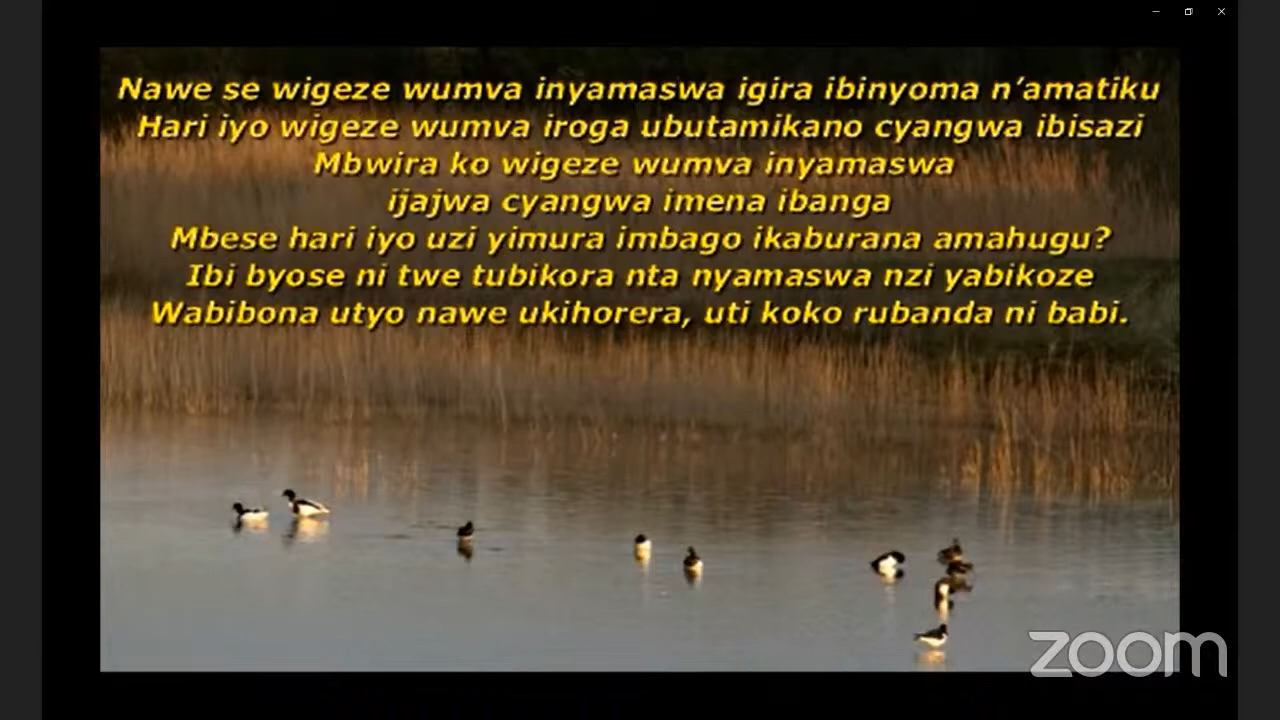 Nawe se wigeze wumva inyamaswa igira ibinyoma n’amatiku
Hari iyo wigeze wumva iroga ubutamikano cyangwa ibisazi
Mbwira ko wigeze wumva inyamaswa
ijajwa cyangwa imena ibanga
Mbese hari iyo uzi yimura imbago ikaburana amahugu?
Ibi byose ni twe tubikora nta nyamaswa nzi yabikoze
Wabibona utyo nawe ukihorera, uti koko rubanda ni babi.
zoom